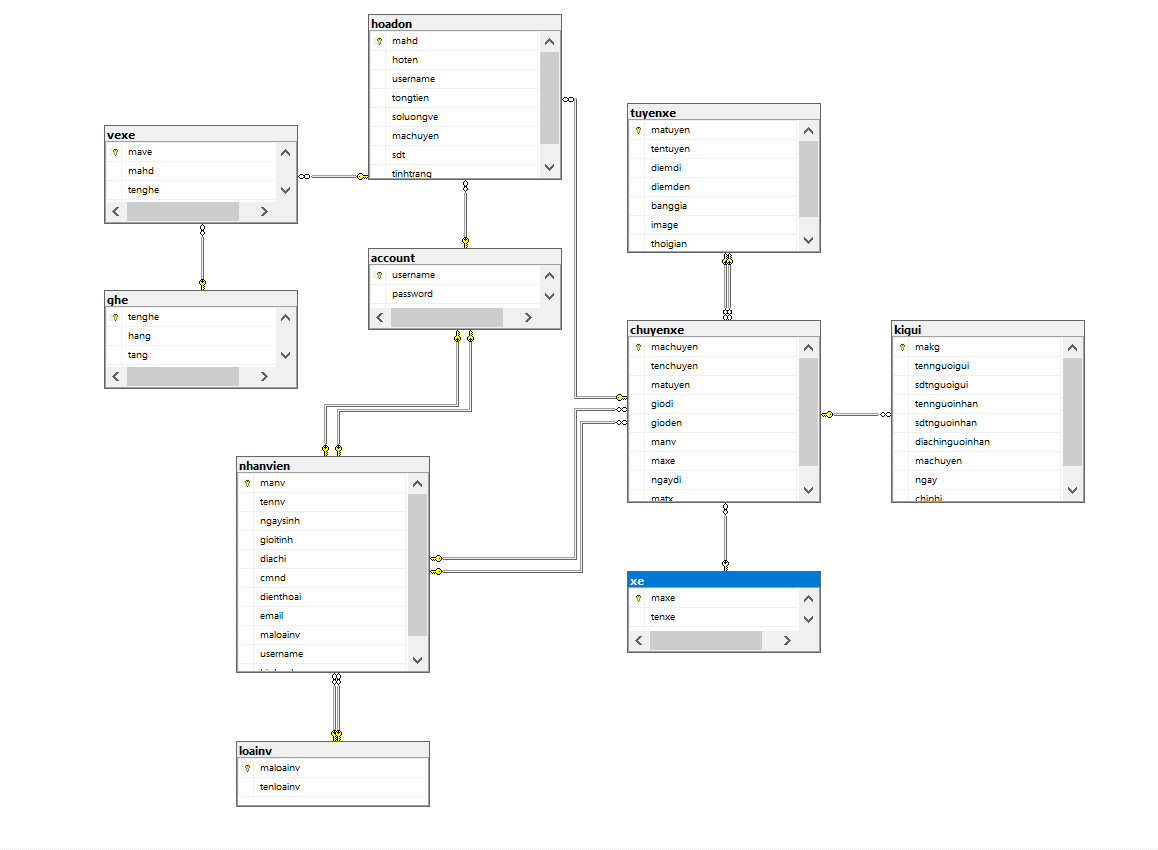 hoadon
mahd
hoten
username
tongtien
soluongve
machuyen
sdt
tinhtrang
vexe
mave
mahd
tenghe
ghe
tenghe
hang
tang
account
username
password
tuyenxe
matuyen
tentuyen
diemdi
diemden
banggia
image
thoigian
chuyenxe
machuyen
tenchuyen
matuyen
giodi
gioden
manv
maxe
ngaydi
matx
kiqui
makg
tennguoigui
sdtnguoigui
tennguoinhan
sdtnguoinhan
diachinguoinhan
machuyen
ngay
chiphi
nhanvien
manv
tennv
ngaysinh
gioitinh
diachi
cmnd
dienthoai
email
maloainv
username
xe
maxe
tenxe
loainv
maloainv
tenloainv